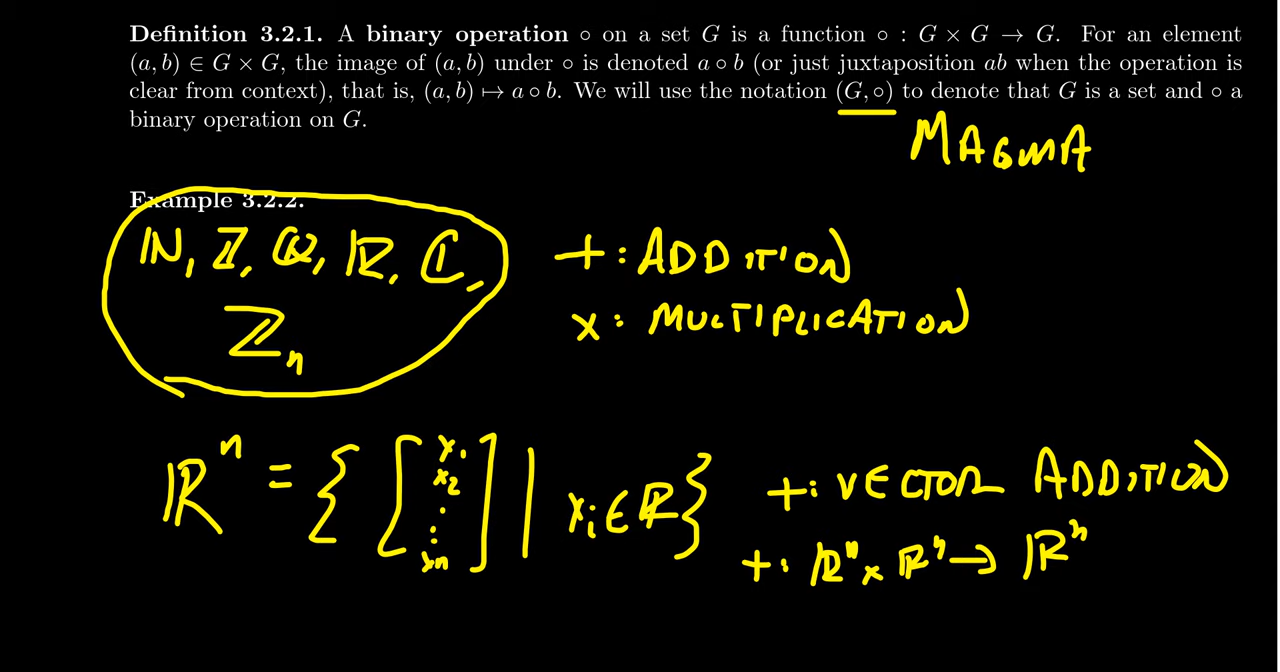 Definition 3.2.1. A binary operation ∘ on a set G is a function ∘ : G × G → G. For an element
(a, b) ∈ G × G, the image of (a, b) under ∘ is denoted a ∘ b (or just juxtaposition ab when the operation is
clear from context), that is, (a, b) ↦ a ∘ b. We will use the notation (G, ∘) to denote that G is a set and ∘ a
binary operation on G.
MAGMA
Example 3.2.2.
ℕ, ℤ, ℚ, ℝ, ℂ,
+: ADDITION
ℤₙ
x: MULTIPLICATION
ℝⁿ = { [x₁ x₂ ⋮ xₙ] | xᵢ ∈ ℝ}
+: VECTOR ADDITION
+: ℝⁿ × ℝⁿ → ℝⁿ